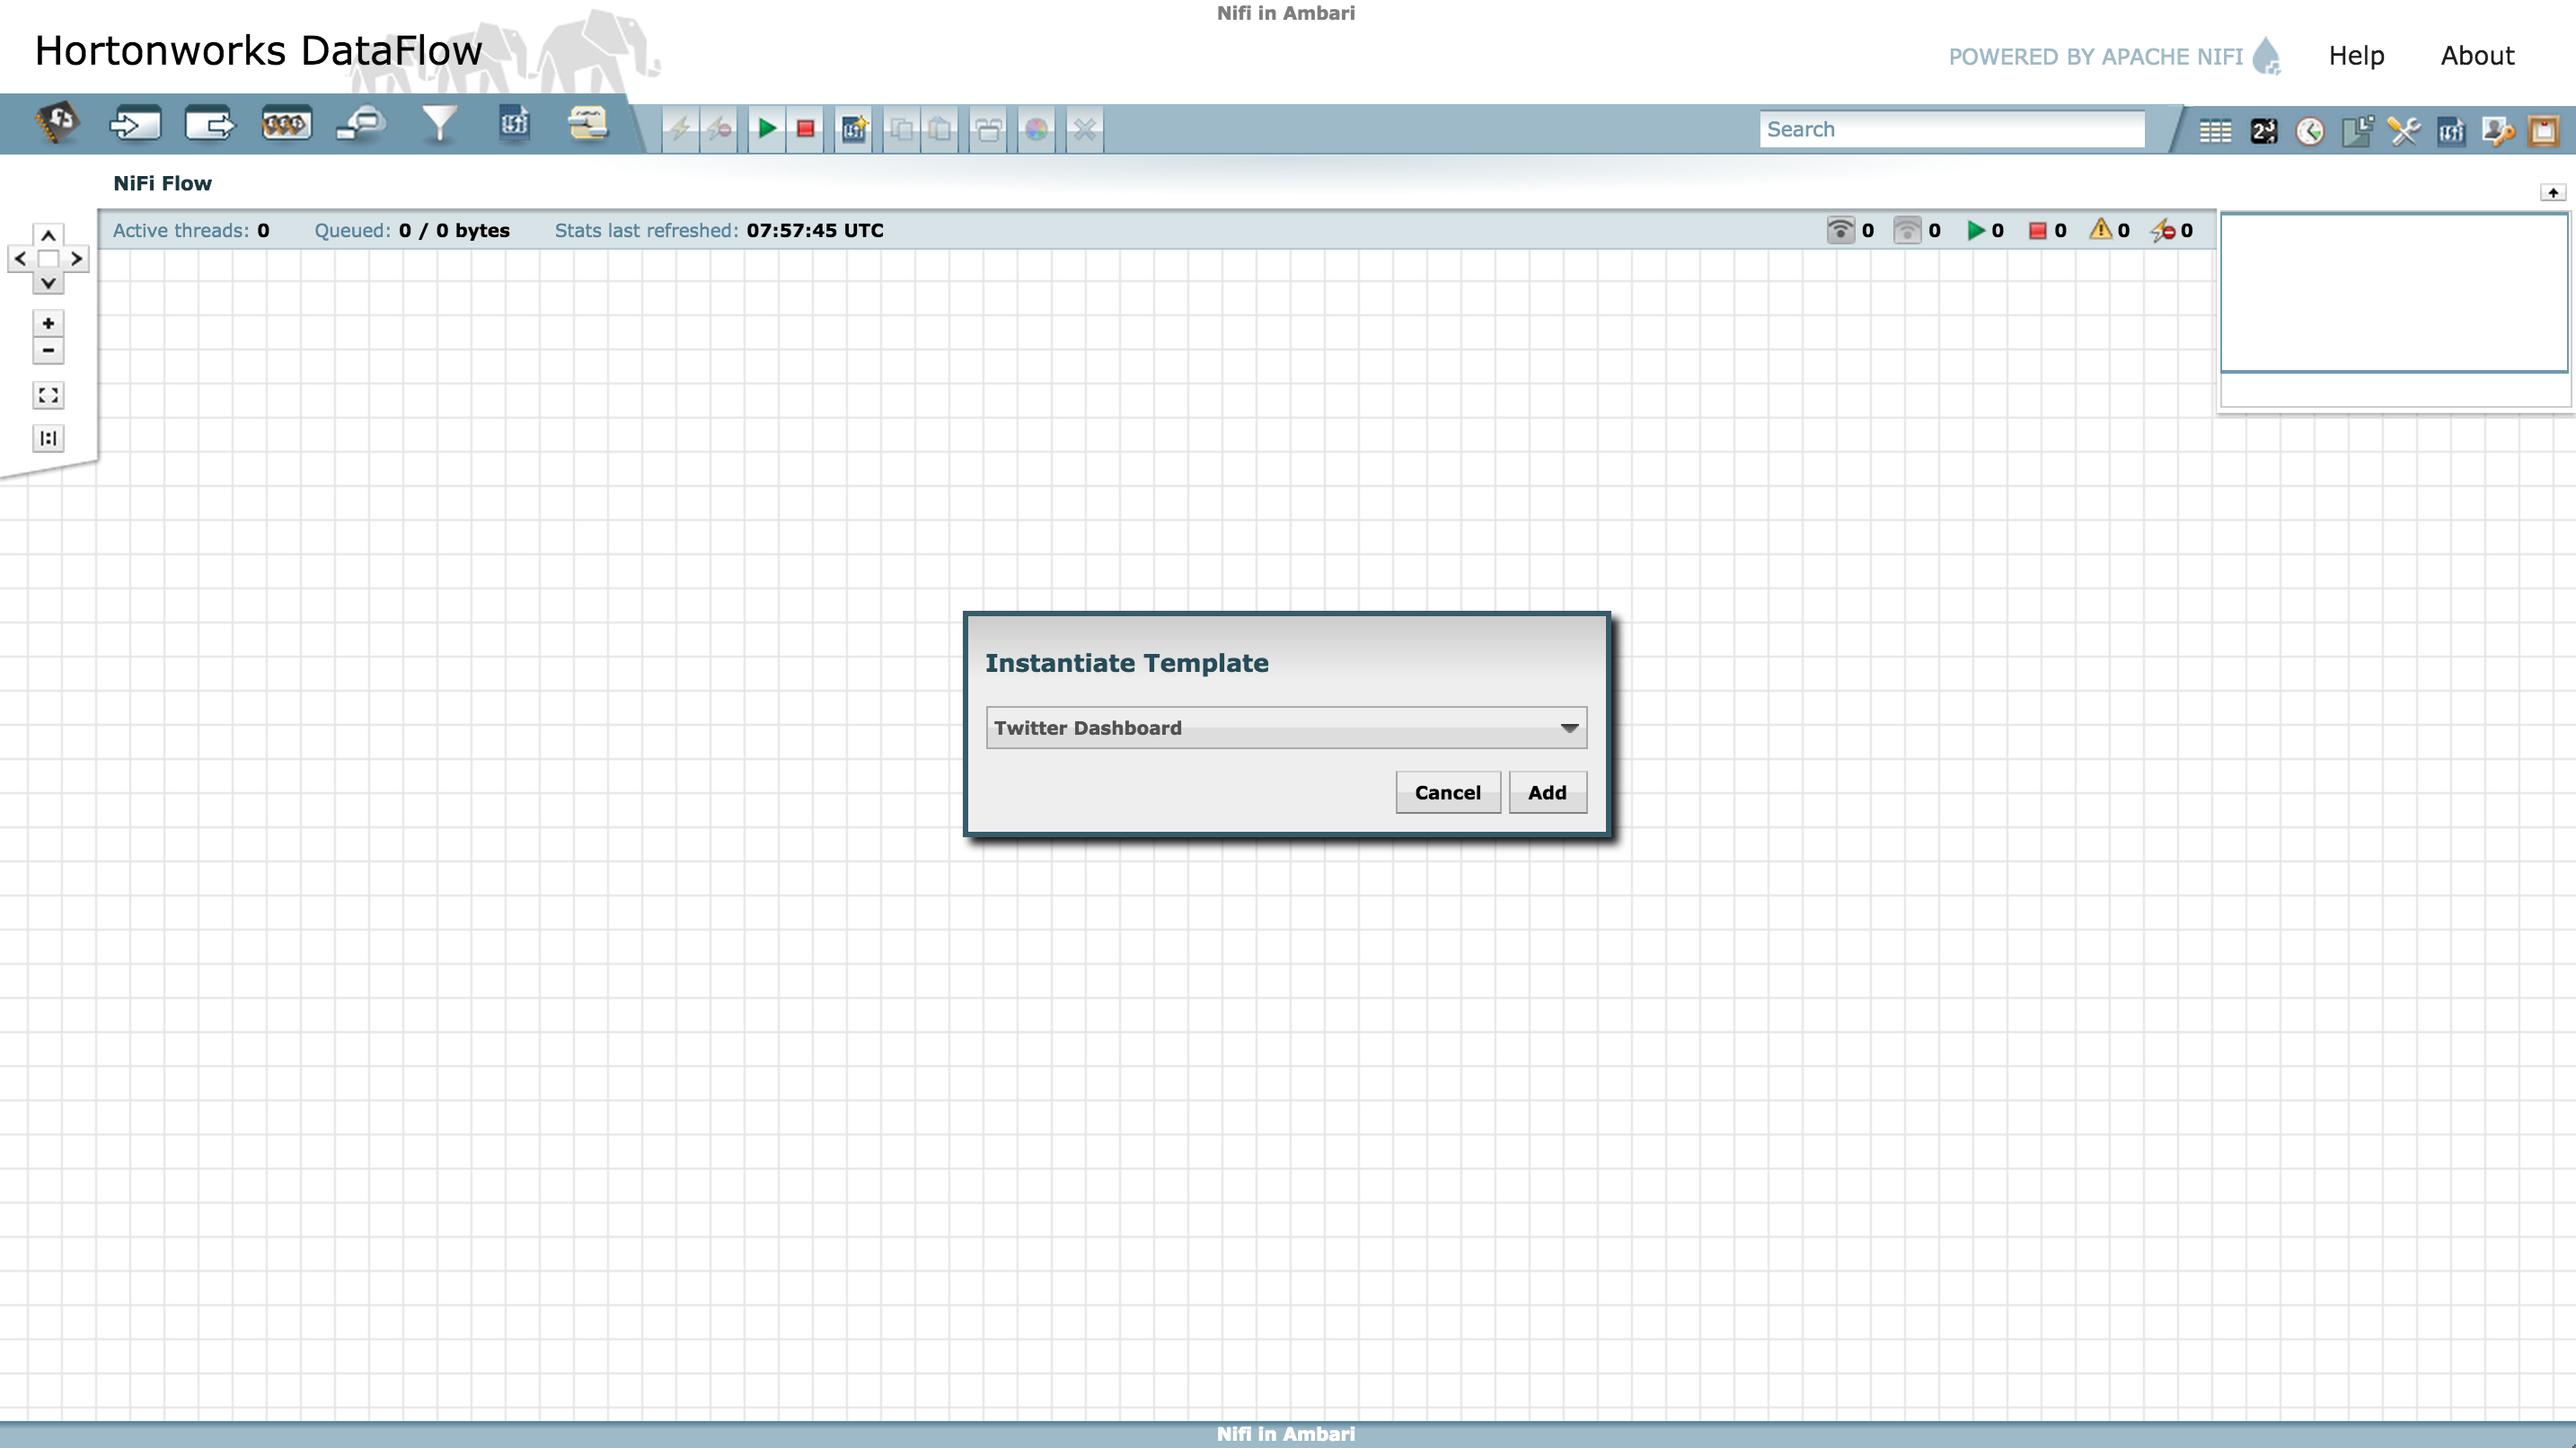 Nifi in Ambari
Hortonworks DataFlow
POWERED BY APACHE NIFI
Help
About
Search
NiFi Flow
Active threads: 0
Queued: 0 / 0 bytes
Stats last refreshed: 07:57:45 UTC
0
0
0
0
0
0
Instantiate Template
Twitter Dashboard
Cancel
Add
Nifi in Ambari